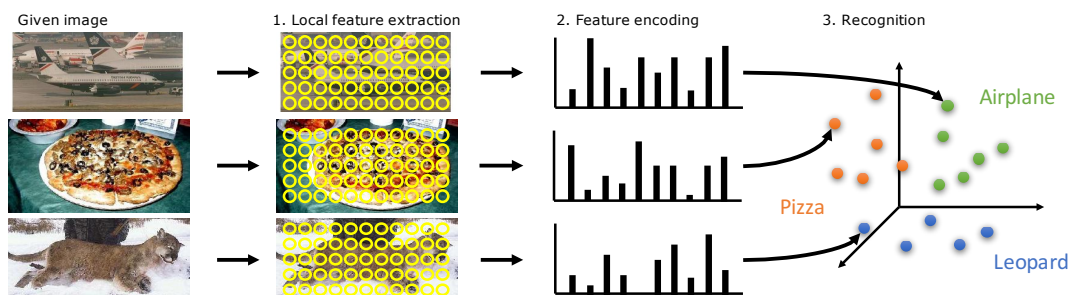 Given image
1. Local feature extraction
2. Feature encoding
3. Recognition
Airplane
Pizza
Leopard